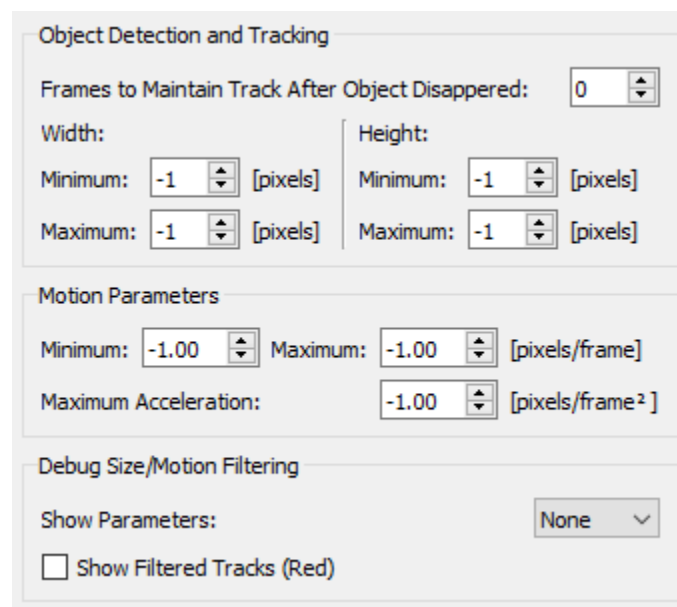 Object Detection and Tracking
Frames to Maintain Track After Object Disappered: 0
Width: Height:
Minimum: -1 [pixels] Minimum: -1 [pixels]
Maximum: -1 [pixels] Maximum: -1 [pixels]
Motion Parameters
Minimum: -1.00 Maximum: -1.00 [pixels/frame]
Maximum Acceleration: -1.00 [pixels/frame²]
Debug Size/Motion Filtering
Show Parameters: None
Show Filtered Tracks (Red)